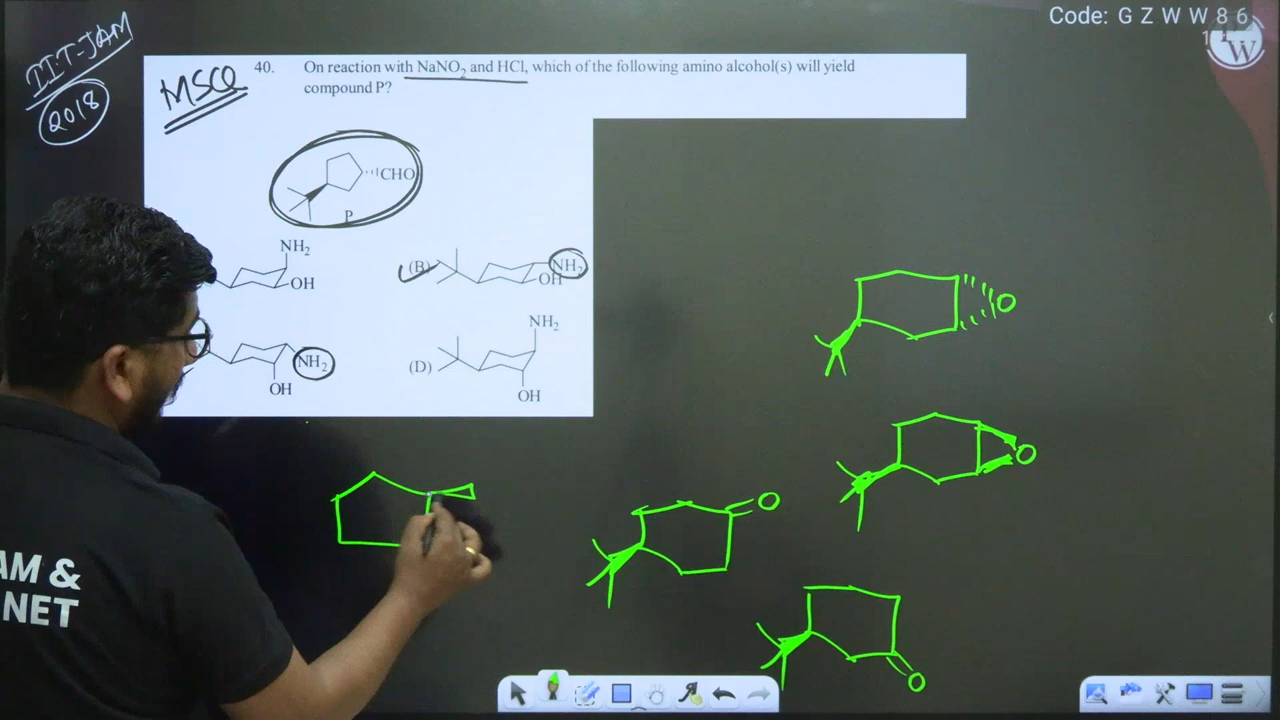 Code: G Z W W 8 6
IIT-JAM
2018
MSCQ
40. On reaction with NaNO2 and HCl, which of the following amino alcohol(s) will yield
compound P?
CHO
P
NH2
OH
(B) NH2
OH
NH2
OH
(D) NH2
OH
O
O
O
O
AM &
NET